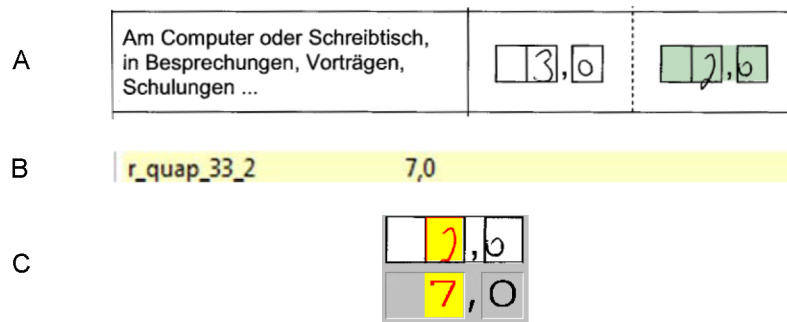 A
Am Computer oder Schreibtisch,
in Besprechungen, Vorträgen,
Schulungen ...
3,0
2,0
B
r_quap_33_2 7,0
C
2,0
7,0